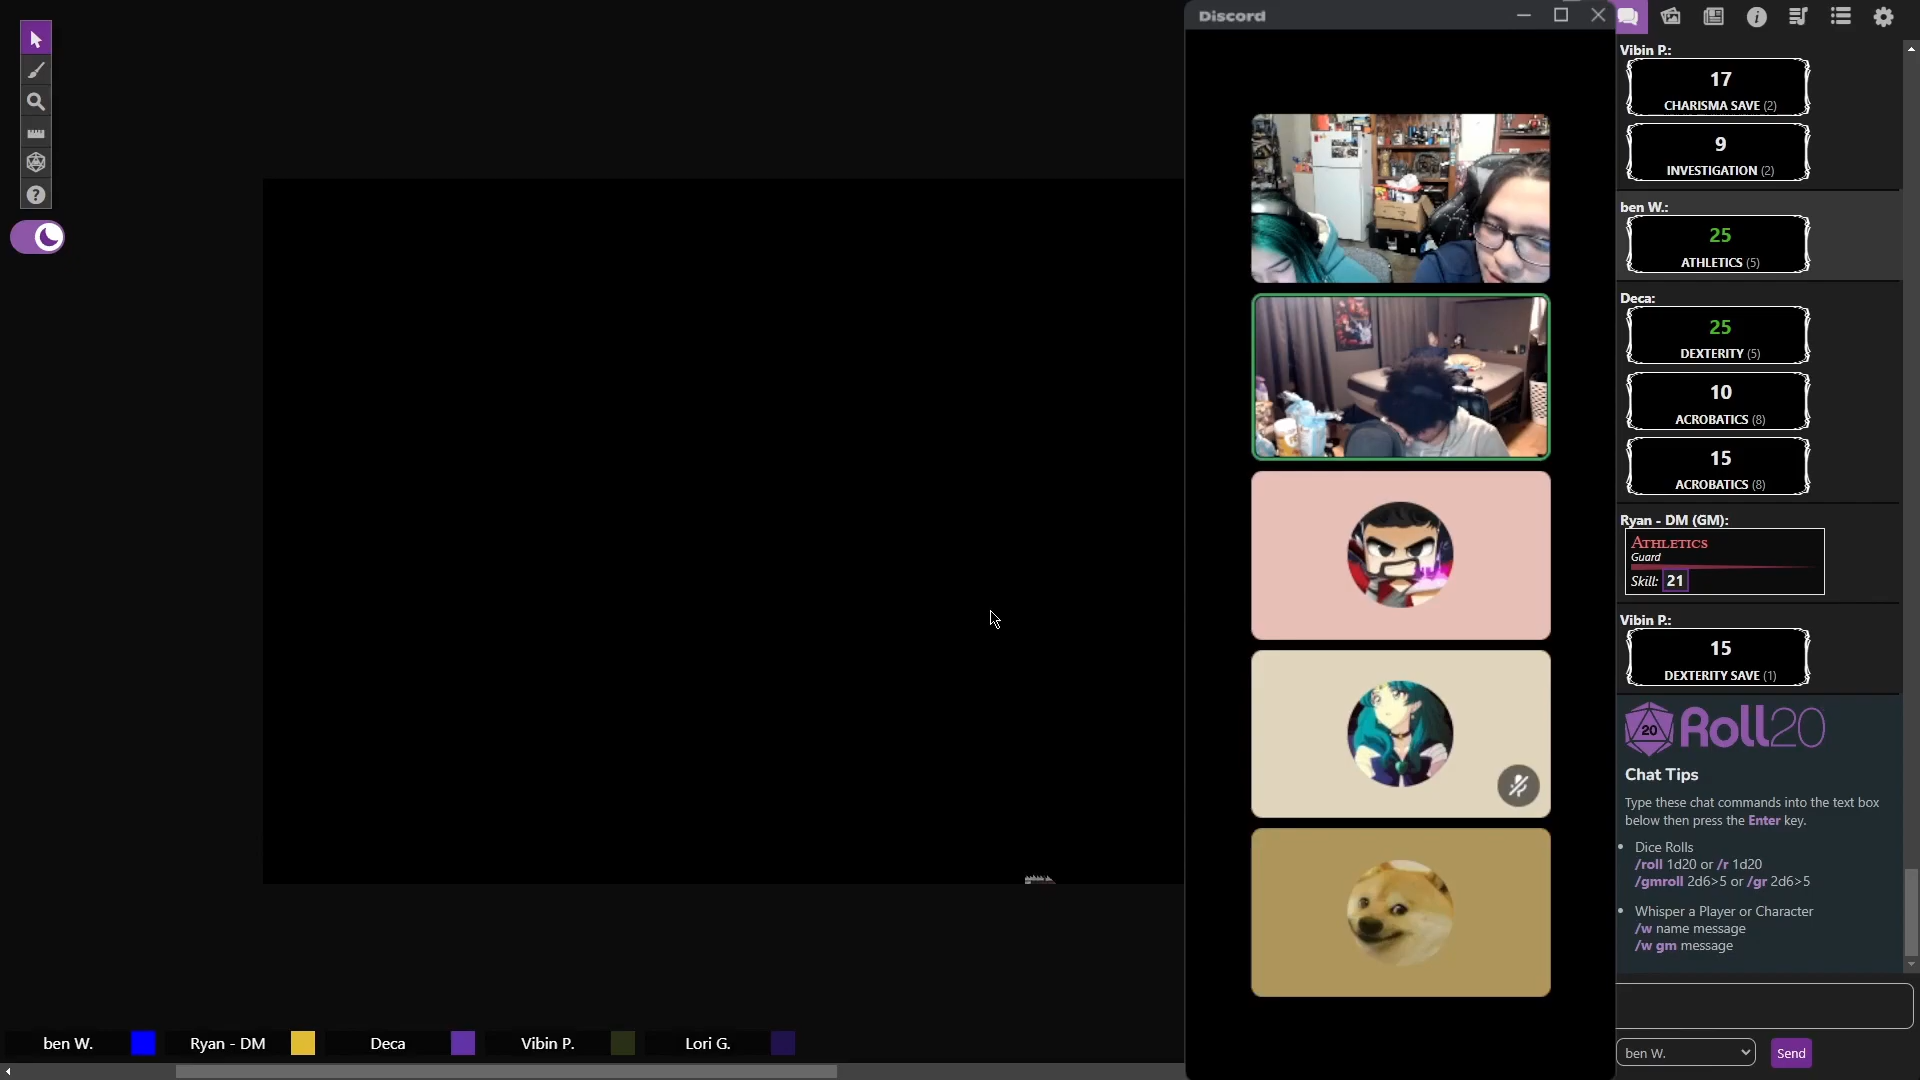 Discord
Vibin P.:
17
CHARISMA SAVE (2)
9
INVESTIGATION (2)
ben W.:
25
ATHLETICS (5)
Deca:
25
DEXTERITY (5)
10
ACROBATICS (8)
15
ACROBATICS (8)
Ryan - DM (GM):
ATHLETICS
Guard
Skill: 21
Vibin P.:
15
DEXTERITY SAVE (1)
20 Roll20
Chat Tips
Type these chat commands into the text box
below then press the Enter key.
• Dice Rolls
/roll 1d20 or /r 1d20
/gmroll 2d6>5 or /gr 2d6>5
• Whisper a Player or Character
/w name message
/w gm message
ben W.
Send
ben W.
Ryan - DM
Deca
Vibin P.
Lori G.